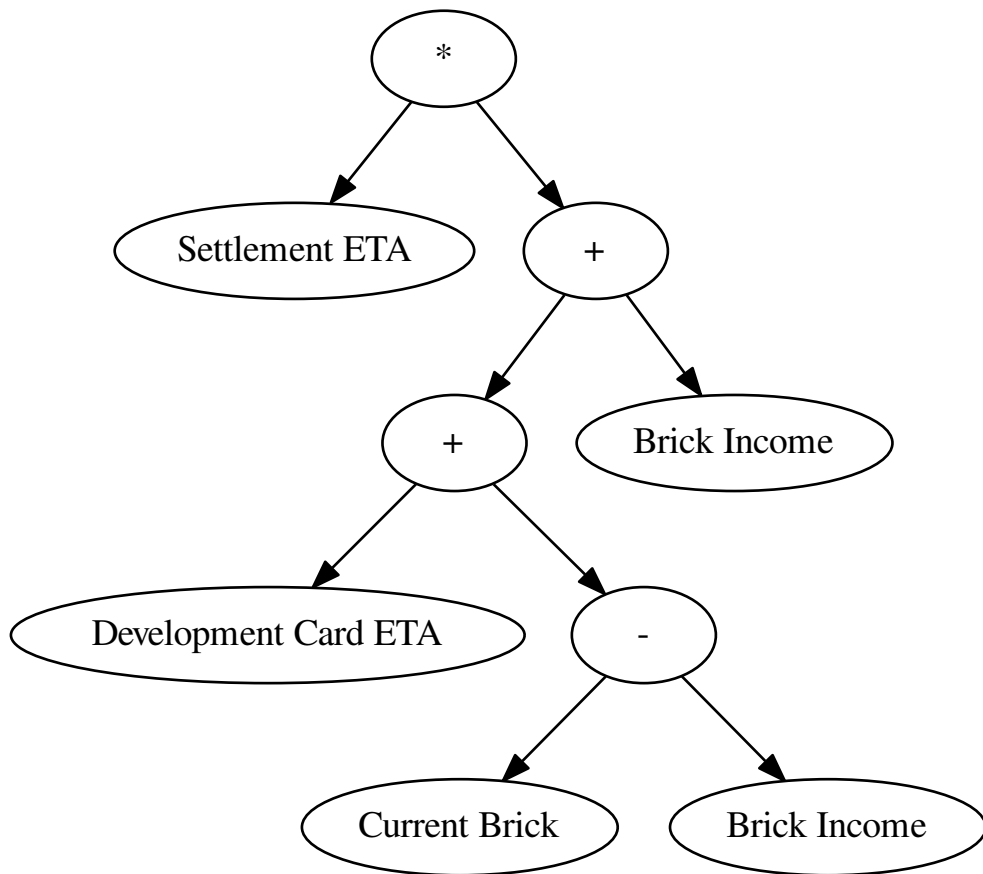 *
Settlement ETA
+
+
Brick Income
Development Card ETA
-
Current Brick
Brick Income